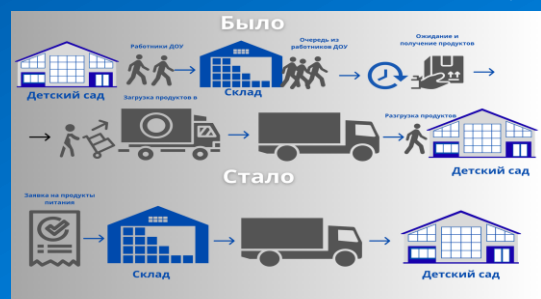 Было
Работники ДОУ
Очередь из
работников ДОУ
Ожидание и
получение продуктов
Детский сад
Склад
Загрузка продуктов в
Разгрузка продуктов
Детский сад
Стало
Заявка на продукты
питания
Склад
Детский сад